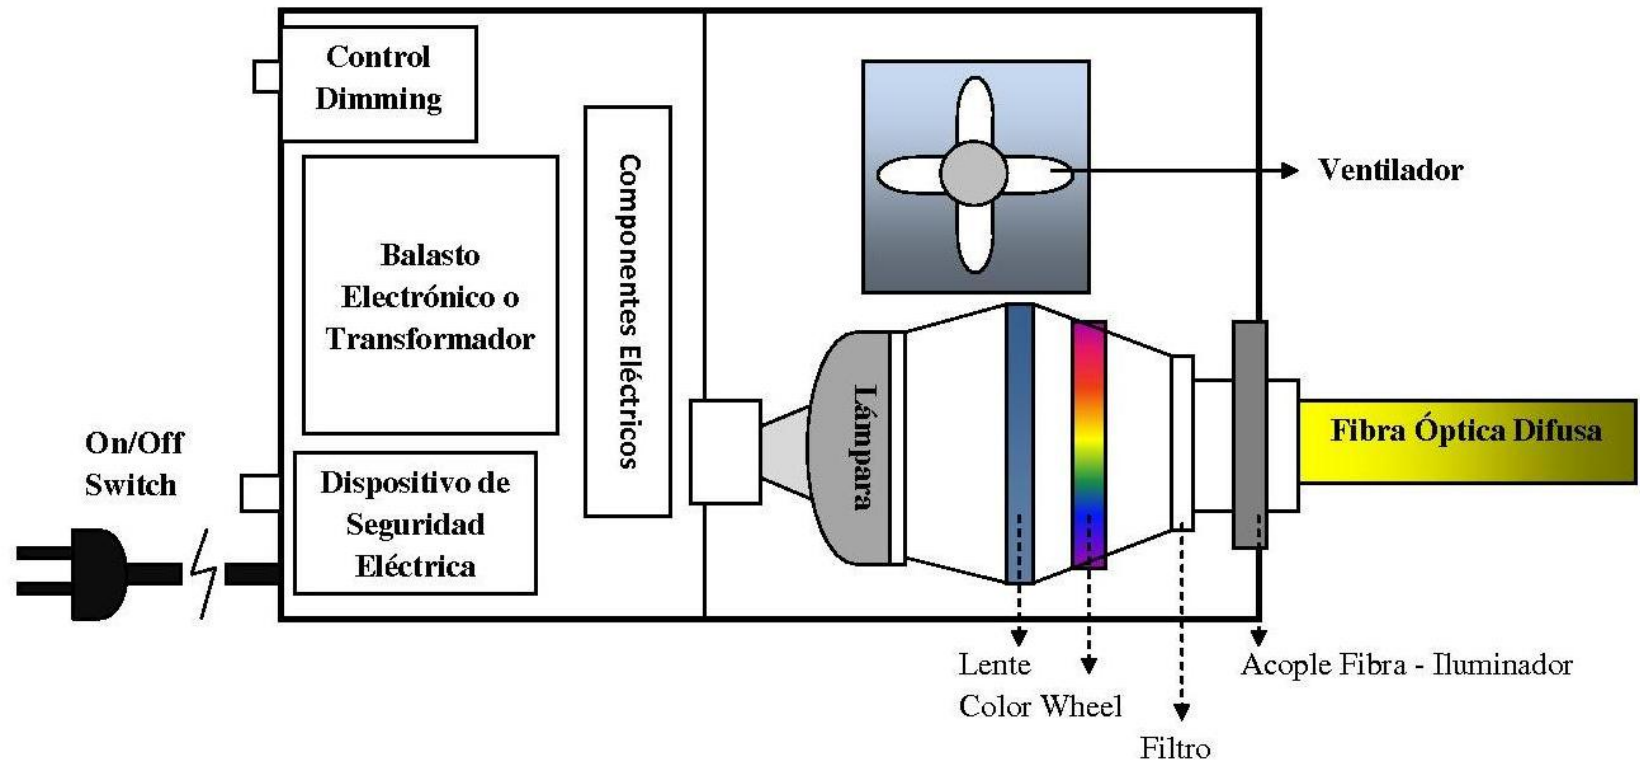 Control
Dimming
Balasto
Electrónico o
Transformador
Componentes Eléctricos
On/Off
Switch
Dispositivo de
Seguridad
Eléctrica
Ventilador
Lámpara
Fibra Óptica Difusa
Lente
Color Wheel
Filtro
Acople Fibra - Iluminador